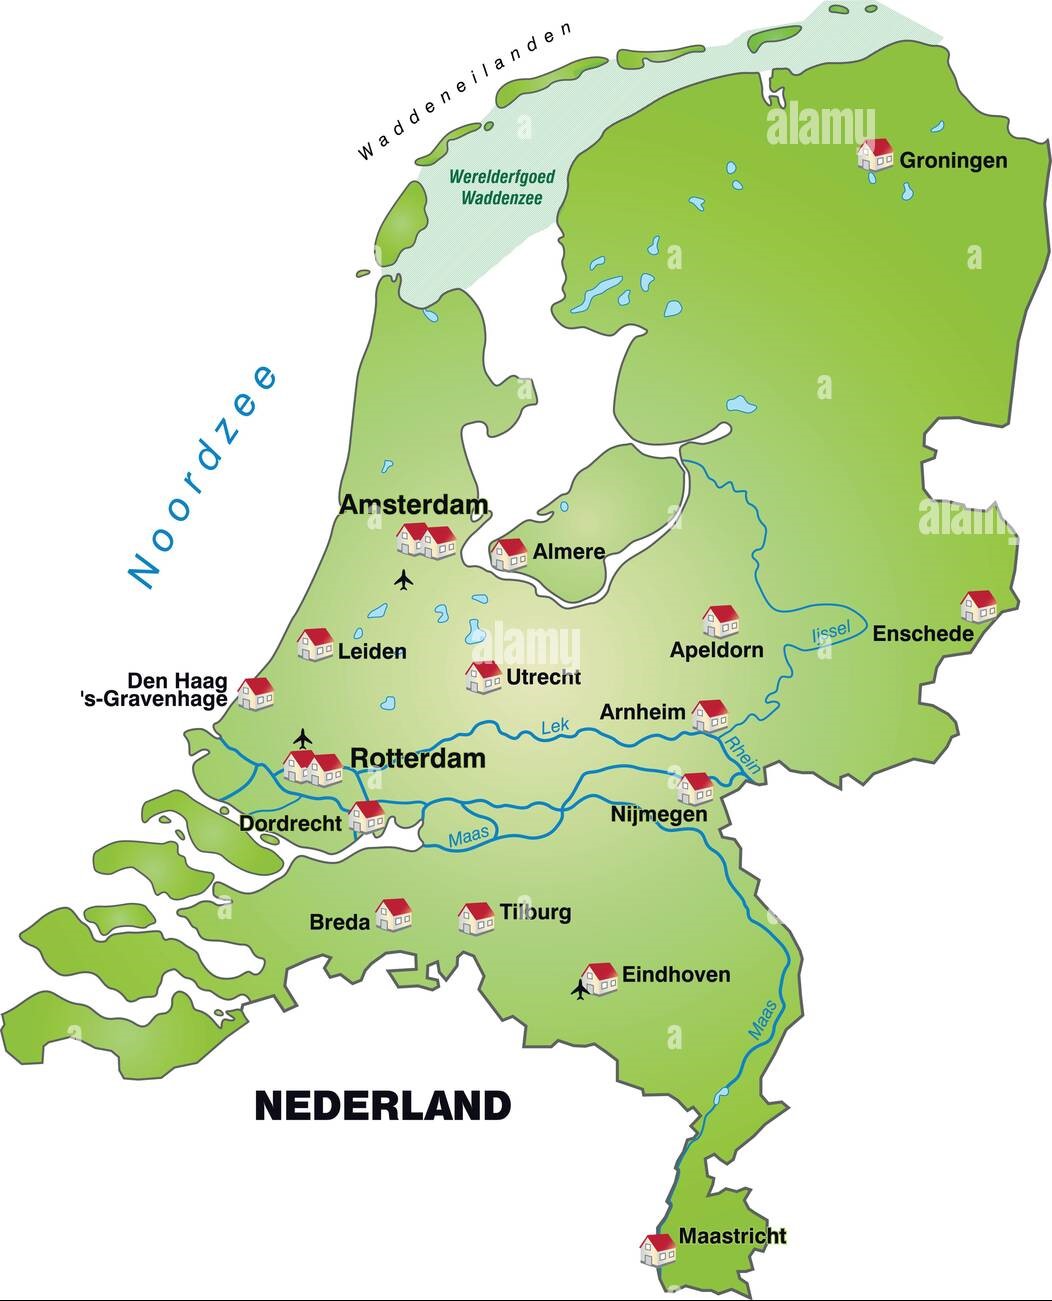 Waddeneilanden
alamy
a
Groningen
Werelderfgoed
Waddenzee
a
a
a
Noordzee
a
a
Amsterdam
a
a
alamy
Almere
Enschede
Iissel
a
Apeldorn
alamy
Leiden
Utrecht
a
Den Haag
's-Gravenhage
Arnheim
Lek
Rhein
Rotterdam
a
Nijmegen
Dordrecht
Maas
a
Breda
Tilburg
a
a
Eindhoven
Maas
a
a
NEDERLAND
Maastricht
a